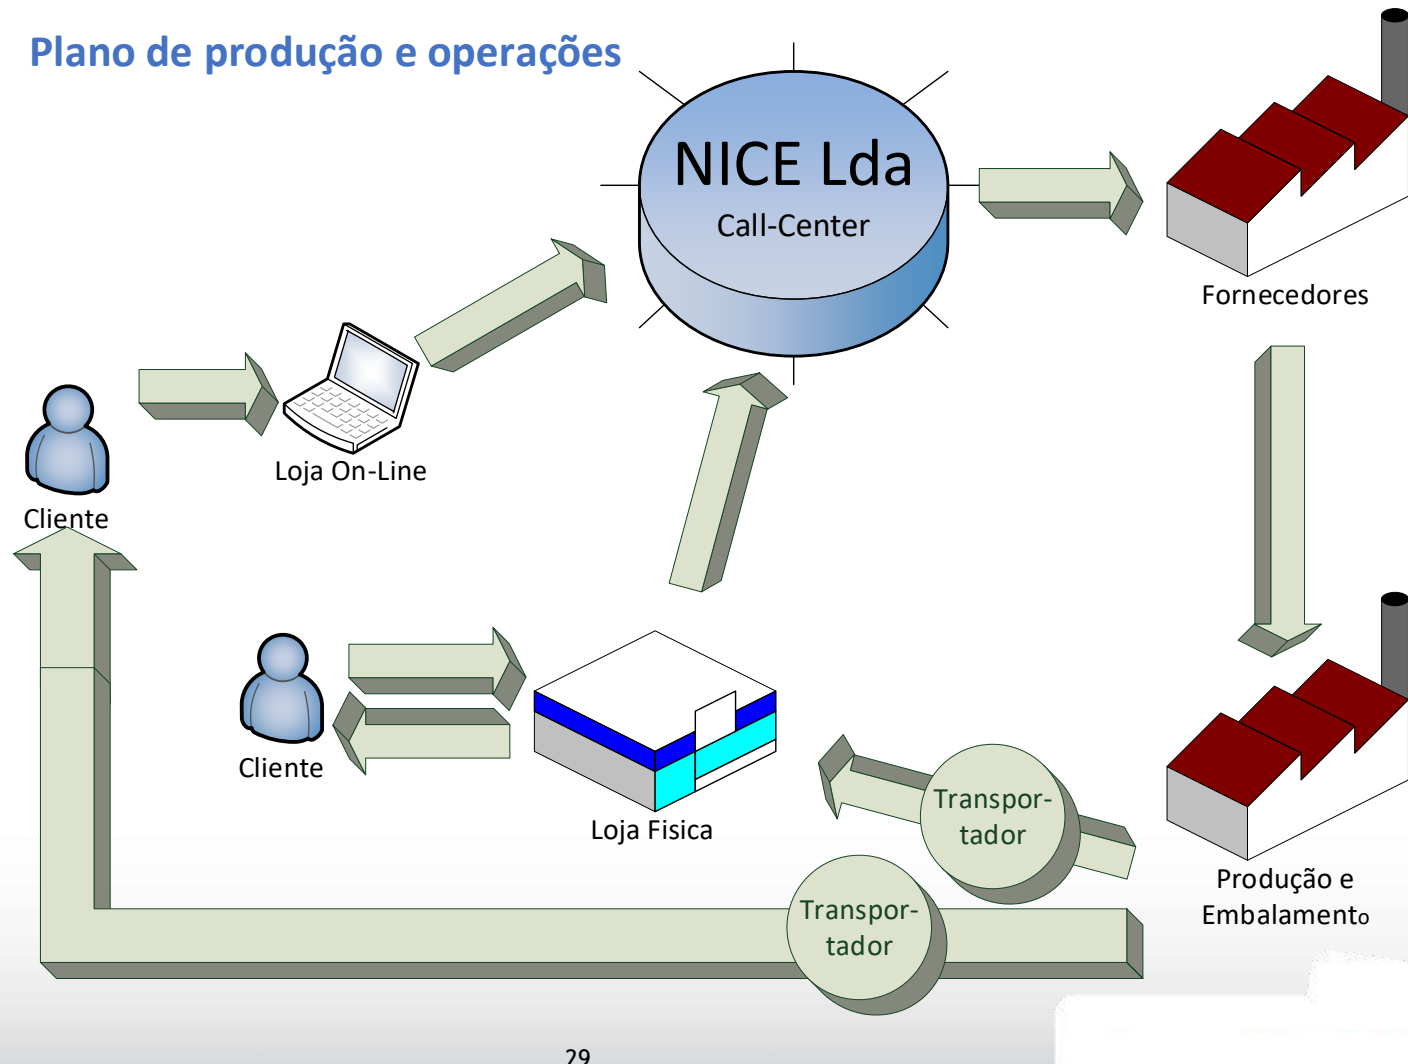 Plano de produção e operações
NICE Lda
Call-Center
Fornecedores
Loja On-Line
Cliente
Cliente
Loja Fisica
Transpor-
tador
Transpor-
tador
Produção e
Embalamento
29